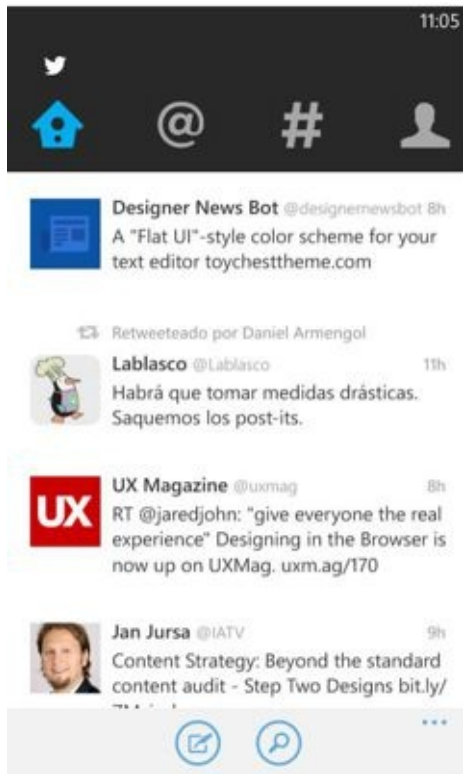 11:05
@ #
Designer News Bot @designernewsbot 8h
A "Flat UI"-style color scheme for your
text editor toychesttheme.com
Retweeteado por Daniel Armengol
Lablasco @Lablasco 11h
Habrá que tomar medidas drásticas.
Saquemos los post-its.
UX
UX Magazine @uxmag 8h
RT @jaredjohn: "give everyone the real
experience" Designing in the Browser is
now up on UXMag. uxm.ag/170
Jan Jursa @IATV 9h
Content Strategy: Beyond the standard
content audit - Step Two Designs bit.ly/